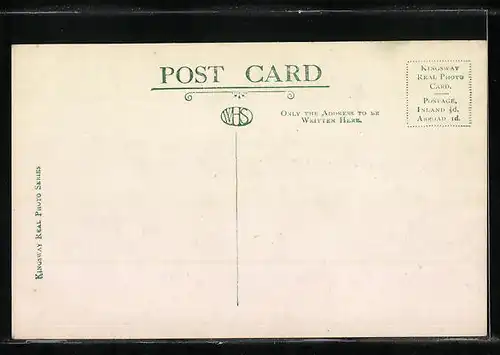 POST CARD
WHS
ONLY THE ADDRESS TO BE
WRITTEN HERE.
KINGSWAY
REAL PHOTO
CARD.
POSTAGE,
INLAND ½d.
ABROAD 1d.
KINGSWAY REAL PHOTO SERIES